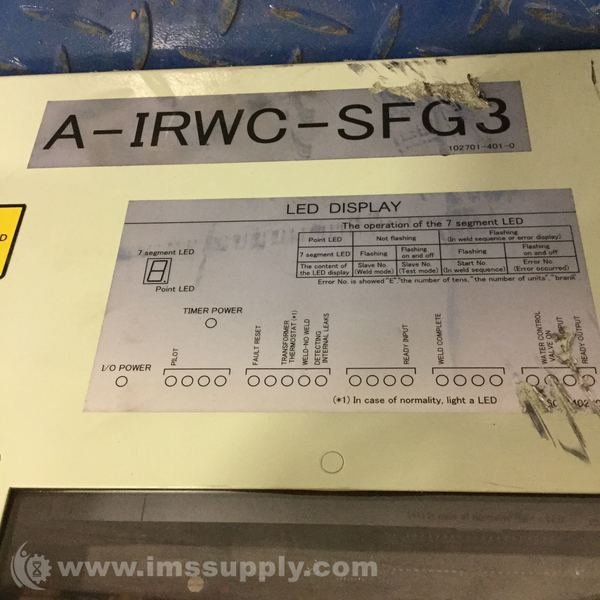 A-IRWC-SFG3
102701-401-0
D
LED DISPLAY
The operation of the 7 segment LED
Point LED Not flashing Flashing (In weld sequence or error display)
7 segment LED Flashing Flashing on and off Flashing Flashing on and off
The content of the LED display Slave No. (Weld mode) Slave No. (Test mode) Start No. (In weld sequence) Error No. (Error occurred)
Error No. is showed "E", "the number of tens", "the number of units", "brank"
7 segment LED
Point LED
TIMER POWER
I/O POWER
PILOT
FAULT RESET
TRANSFORMER THERMOSTAT(*1)
WELD-NO WELD
DETECTING INTERNAL LEAKS
READY INPUT
WELD COMPLETE
WATER CONTROL VALVE ON
READY OUTPUT
(*1) In case of normality, light a LED
www.imssupply.com